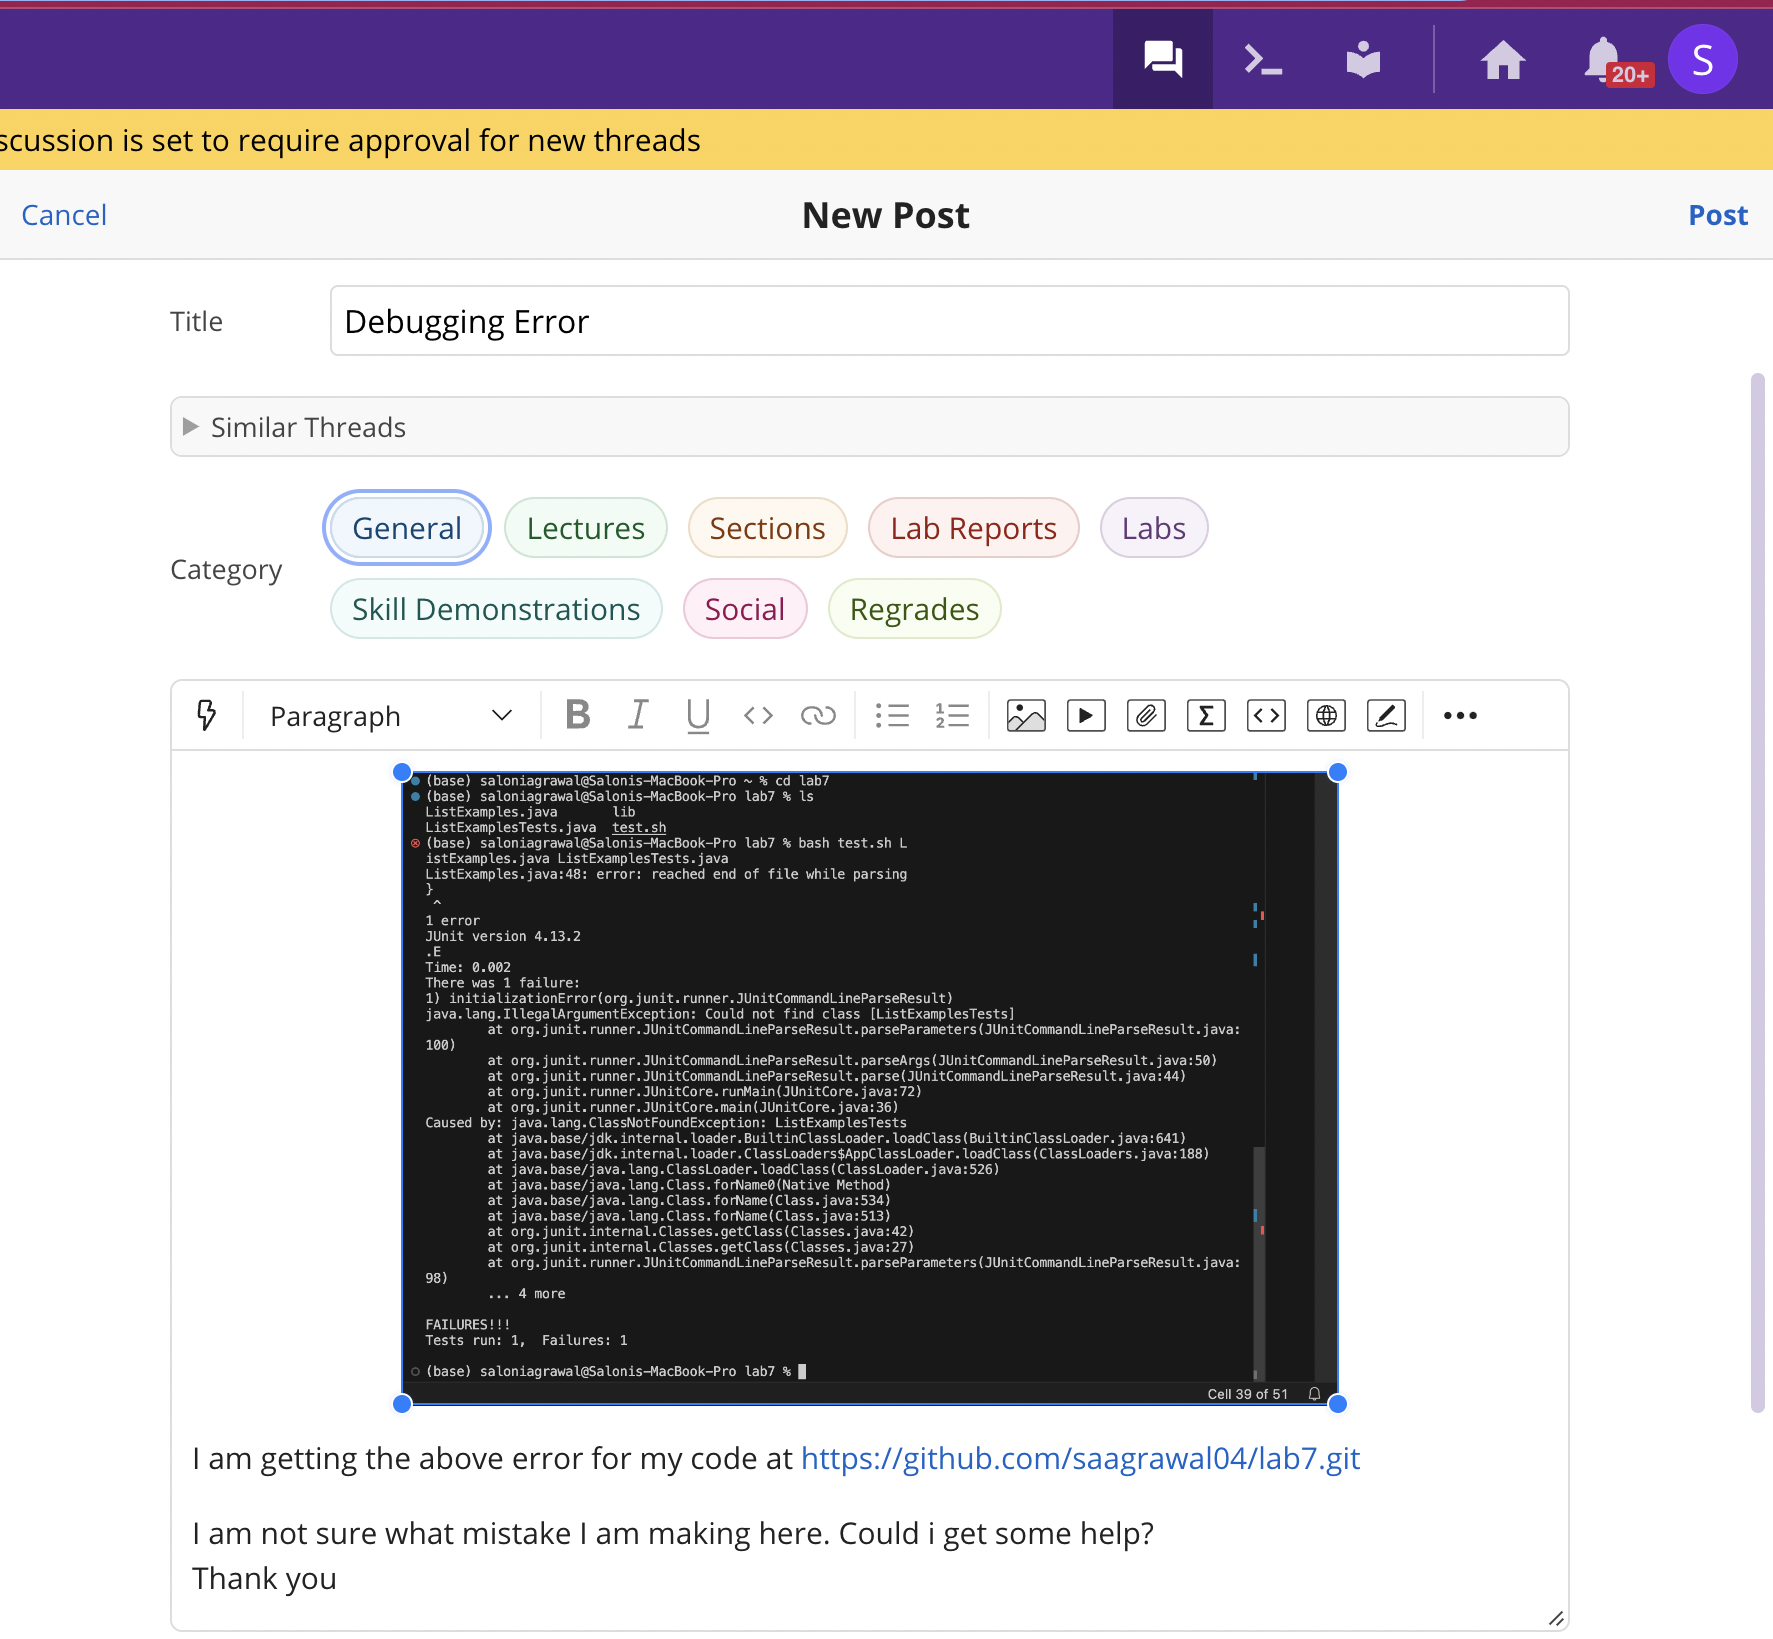 S
20+
scussion is set to require approval for new threads
Cancel
New Post
Post
Title
Debugging Error
Similar Threads
Category
General
Lectures
Sections
Lab Reports
Labs
Skill Demonstrations
Social
Regrades
Paragraph
(base) saloniagrawal@Salonis-MacBook-Pro ~ % cd lab7
(base) saloniagrawal@Salonis-MacBook-Pro lab7 % ls
ListExamples.java lib
ListExamplesTests.java test.sh
(base) saloniagrawal@Salonis-MacBook-Pro lab7 % bash test.sh L
istExamples.java ListExamplesTests.java
ListExamples.java:48: error: reached end of file while parsing
}
^
1 error
JUnit version 4.13.2
.E
Time: 0.002
There was 1 failure:
1) initializationError(org.junit.runner.JUnitCommandLineParseResult)
java.lang.IllegalArgumentException: Could not find class [ListExamplesTests]
at org.junit.runner.JUnitCommandLineParseResult.parseParameters(JUnitCommandLineParseResult.java:
100)
at org.junit.runner.JUnitCommandLineParseResult.parseArgs(JUnitCommandLineParseResult.java:50)
at org.junit.runner.JUnitCommandLineParseResult.parse(JUnitCommandLineParseResult.java:44)
at org.junit.runner.JUnitCore.runMain(JUnitCore.java:72)
at org.junit.runner.JUnitCore.main(JUnitCore.java:36)
Caused by: java.lang.ClassNotFoundException: ListExamplesTests
at java.base/jdk.internal.loader.BuiltinClassLoader.loadClass(BuiltinClassLoader.java:641)
at java.base/jdk.internal.loader.ClassLoaders$AppClassLoader.loadClass(ClassLoaders.java:188)
at java.base/java.lang.ClassLoader.loadClass(ClassLoader.java:526)
at java.base/java.lang.Class.forName0(Native Method)
at java.base/java.lang.Class.forName(Class.java:534)
at java.base/java.lang.Class.forName(Class.java:513)
at org.junit.internal.Classes.getClass(Classes.java:42)
at org.junit.internal.Classes.getClass(Classes.java:27)
at org.junit.runner.JUnitCommandLineParseResult.parseParameters(JUnitCommandLineParseResult.java:
98)
... 4 more
FAILURES!!!
Tests run: 1, Failures: 1
(base) saloniagrawal@Salonis-MacBook-Pro lab7 %
Cell 39 of 51
I am getting the above error for my code at https://github.com/saagrawal04/lab7.git
I am not sure what mistake I am making here. Could i get some help?
Thank you